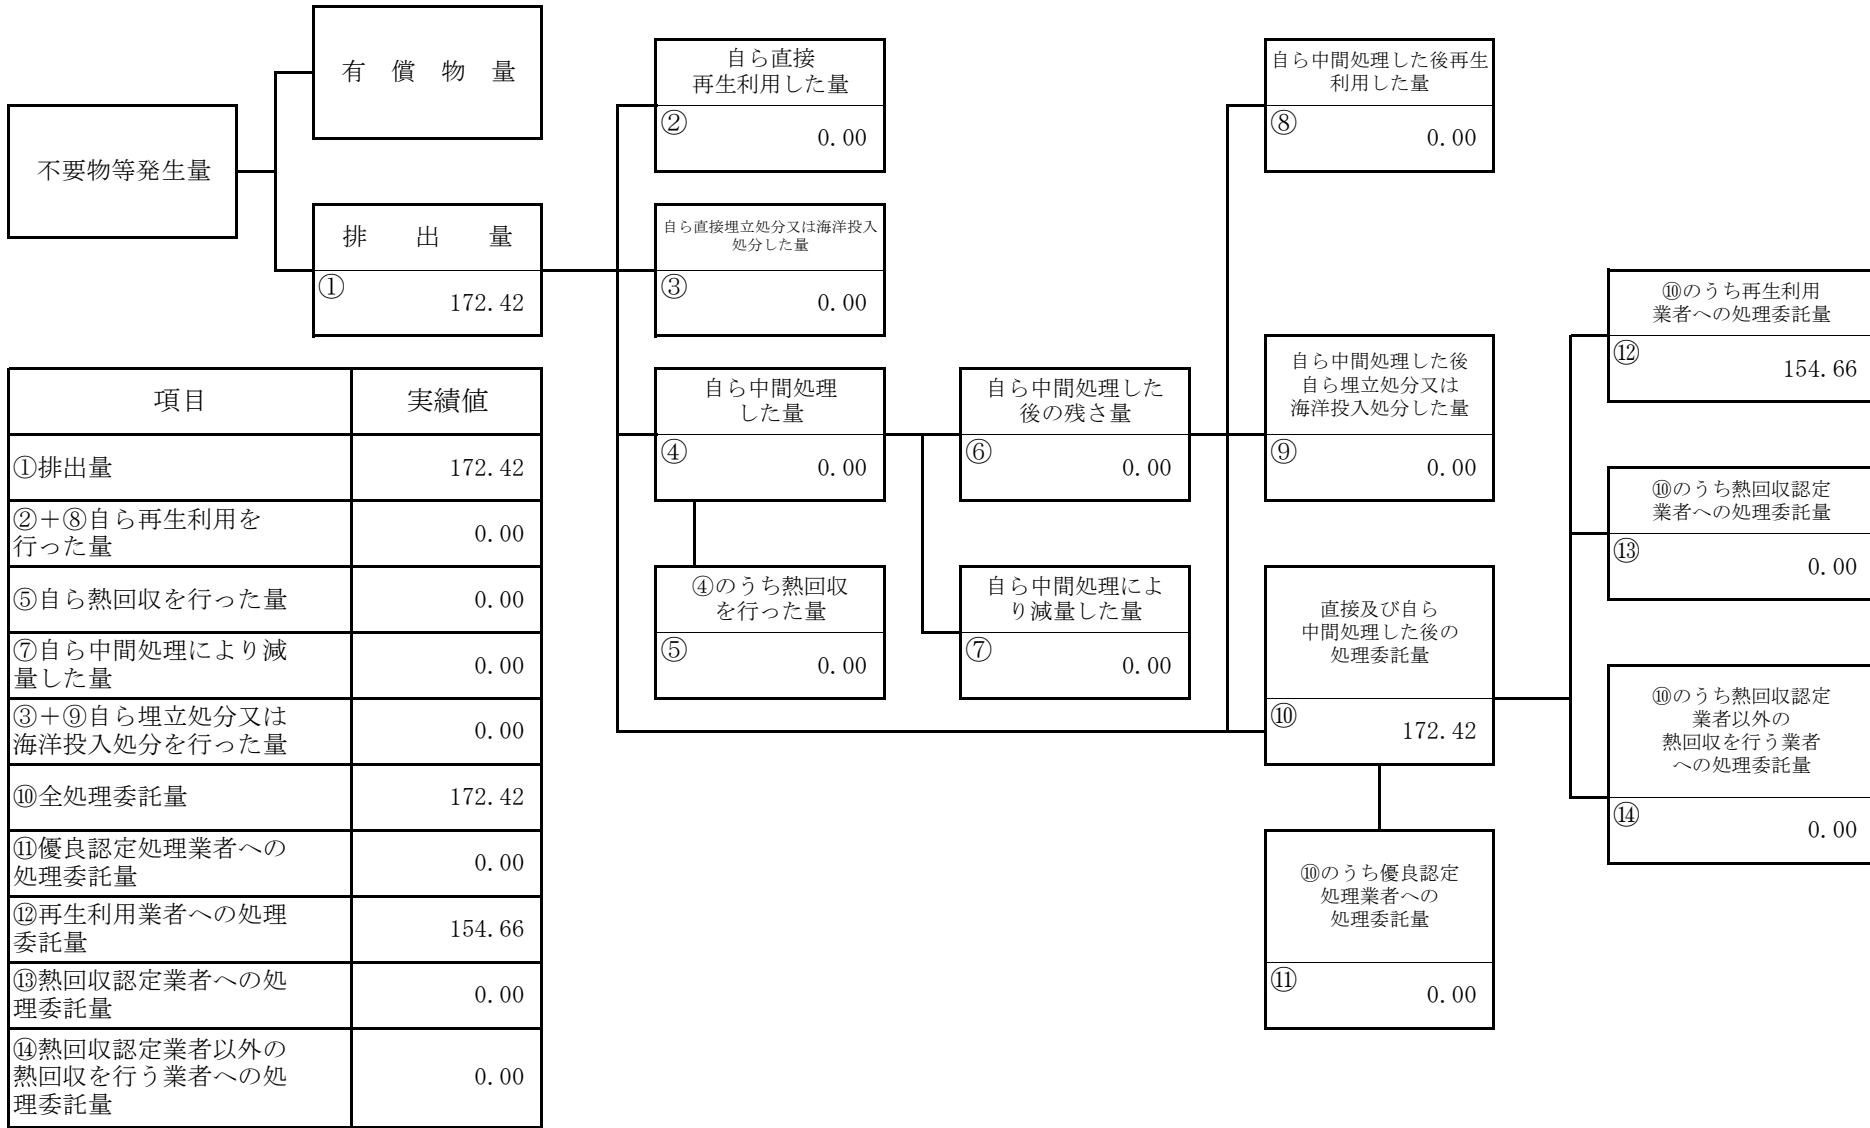 有償物量
不要物等発生量
排出量
①
172.42
自ら直接
再生利用した量
②
0.00
自ら直接埋立処分又は海洋投入
処分した量
③
0.00
自ら中間処理
した量
④
0.00
④のうち熱回収
を行った量
⑤
0.00
自ら中間処理した
後の残さ量
⑥
0.00
自ら中間処理によ
り減量した量
⑦
0.00
自ら中間処理した後再生
利用した量
⑧
0.00
自ら中間処理した後
自ら埋立処分又は
海洋投入処分した量
⑨
0.00
直接及び自ら
中間処理した後の
処理委託量
⑩
172.42
⑩のうち優良認定
処理業者への
処理委託量
⑪
0.00
⑩のうち再生利用
業者への処理委託量
⑫
154.66
⑩のうち熱回収認定
業者への処理委託量
⑬
0.00
⑩のうち熱回収認定
業者以外の
熱回収を行う業者
への処理委託量
⑭
0.00
項目 実績値
①排出量 172.42
②＋⑧自ら再生利用を
行った量 0.00
⑤自ら熱回収を行った量 0.00
⑦自ら中間処理により減
量した量 0.00
③＋⑨自ら埋立処分又は
海洋投入処分を行った量 0.00
⑩全処理委託量 172.42
⑪優良認定処理業者への
処理委託量 0.00
⑫再生利用業者への処理
委託量 154.66
⑬熱回収認定業者への処
理委託量 0.00
⑭熱回収認定業者以外の
熱回収を行う業者への処
理委託量 0.00